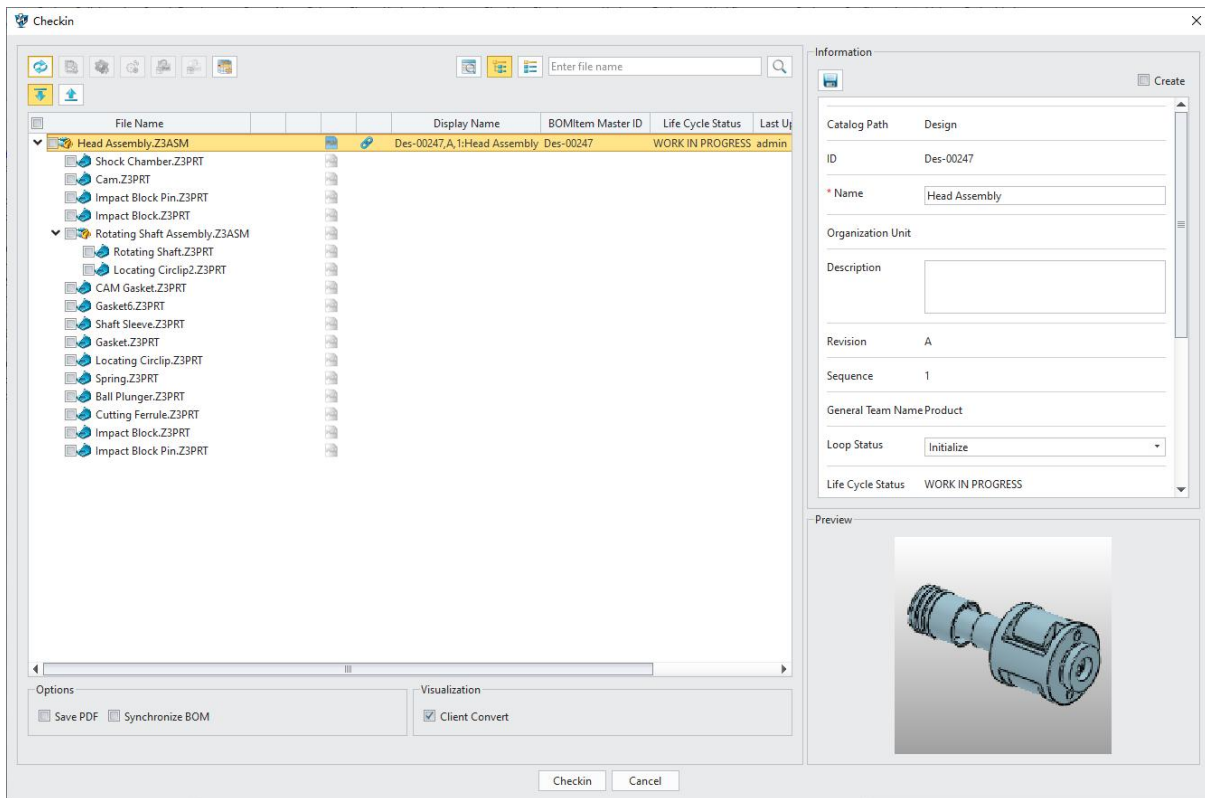 Checkin
Enter file name
File Name Display Name BOMItem Master ID Life Cycle Status Last Up
Head Assembly.Z3ASM Des-00247,A,1:Head Assembly Des-00247 WORK IN PROGRESS admin
Shock Chamber.Z3PRT
Cam.Z3PRT
Impact Block Pin.Z3PRT
Impact Block.Z3PRT
Rotating Shaft Assembly.Z3ASM
Rotating Shaft.Z3PRT
Locating Circlip2.Z3PRT
CAM Gasket.Z3PRT
Gasket6.Z3PRT
Shaft Sleeve.Z3PRT
Gasket.Z3PRT
Locating Circlip.Z3PRT
Spring.Z3PRT
Ball Plunger.Z3PRT
Cutting Ferrule.Z3PRT
Impact Block.Z3PRT
Impact Block Pin.Z3PRT
Options
Save PDF Synchronize BOM
Visualization
Client Convert
Information
Create
Catalog Path Design
ID Des-00247
* Name Head Assembly
Organization Unit
Description
Revision A
Sequence 1
General Team Name Product
Loop Status Initialize
Life Cycle Status WORK IN PROGRESS
Preview
Checkin Cancel